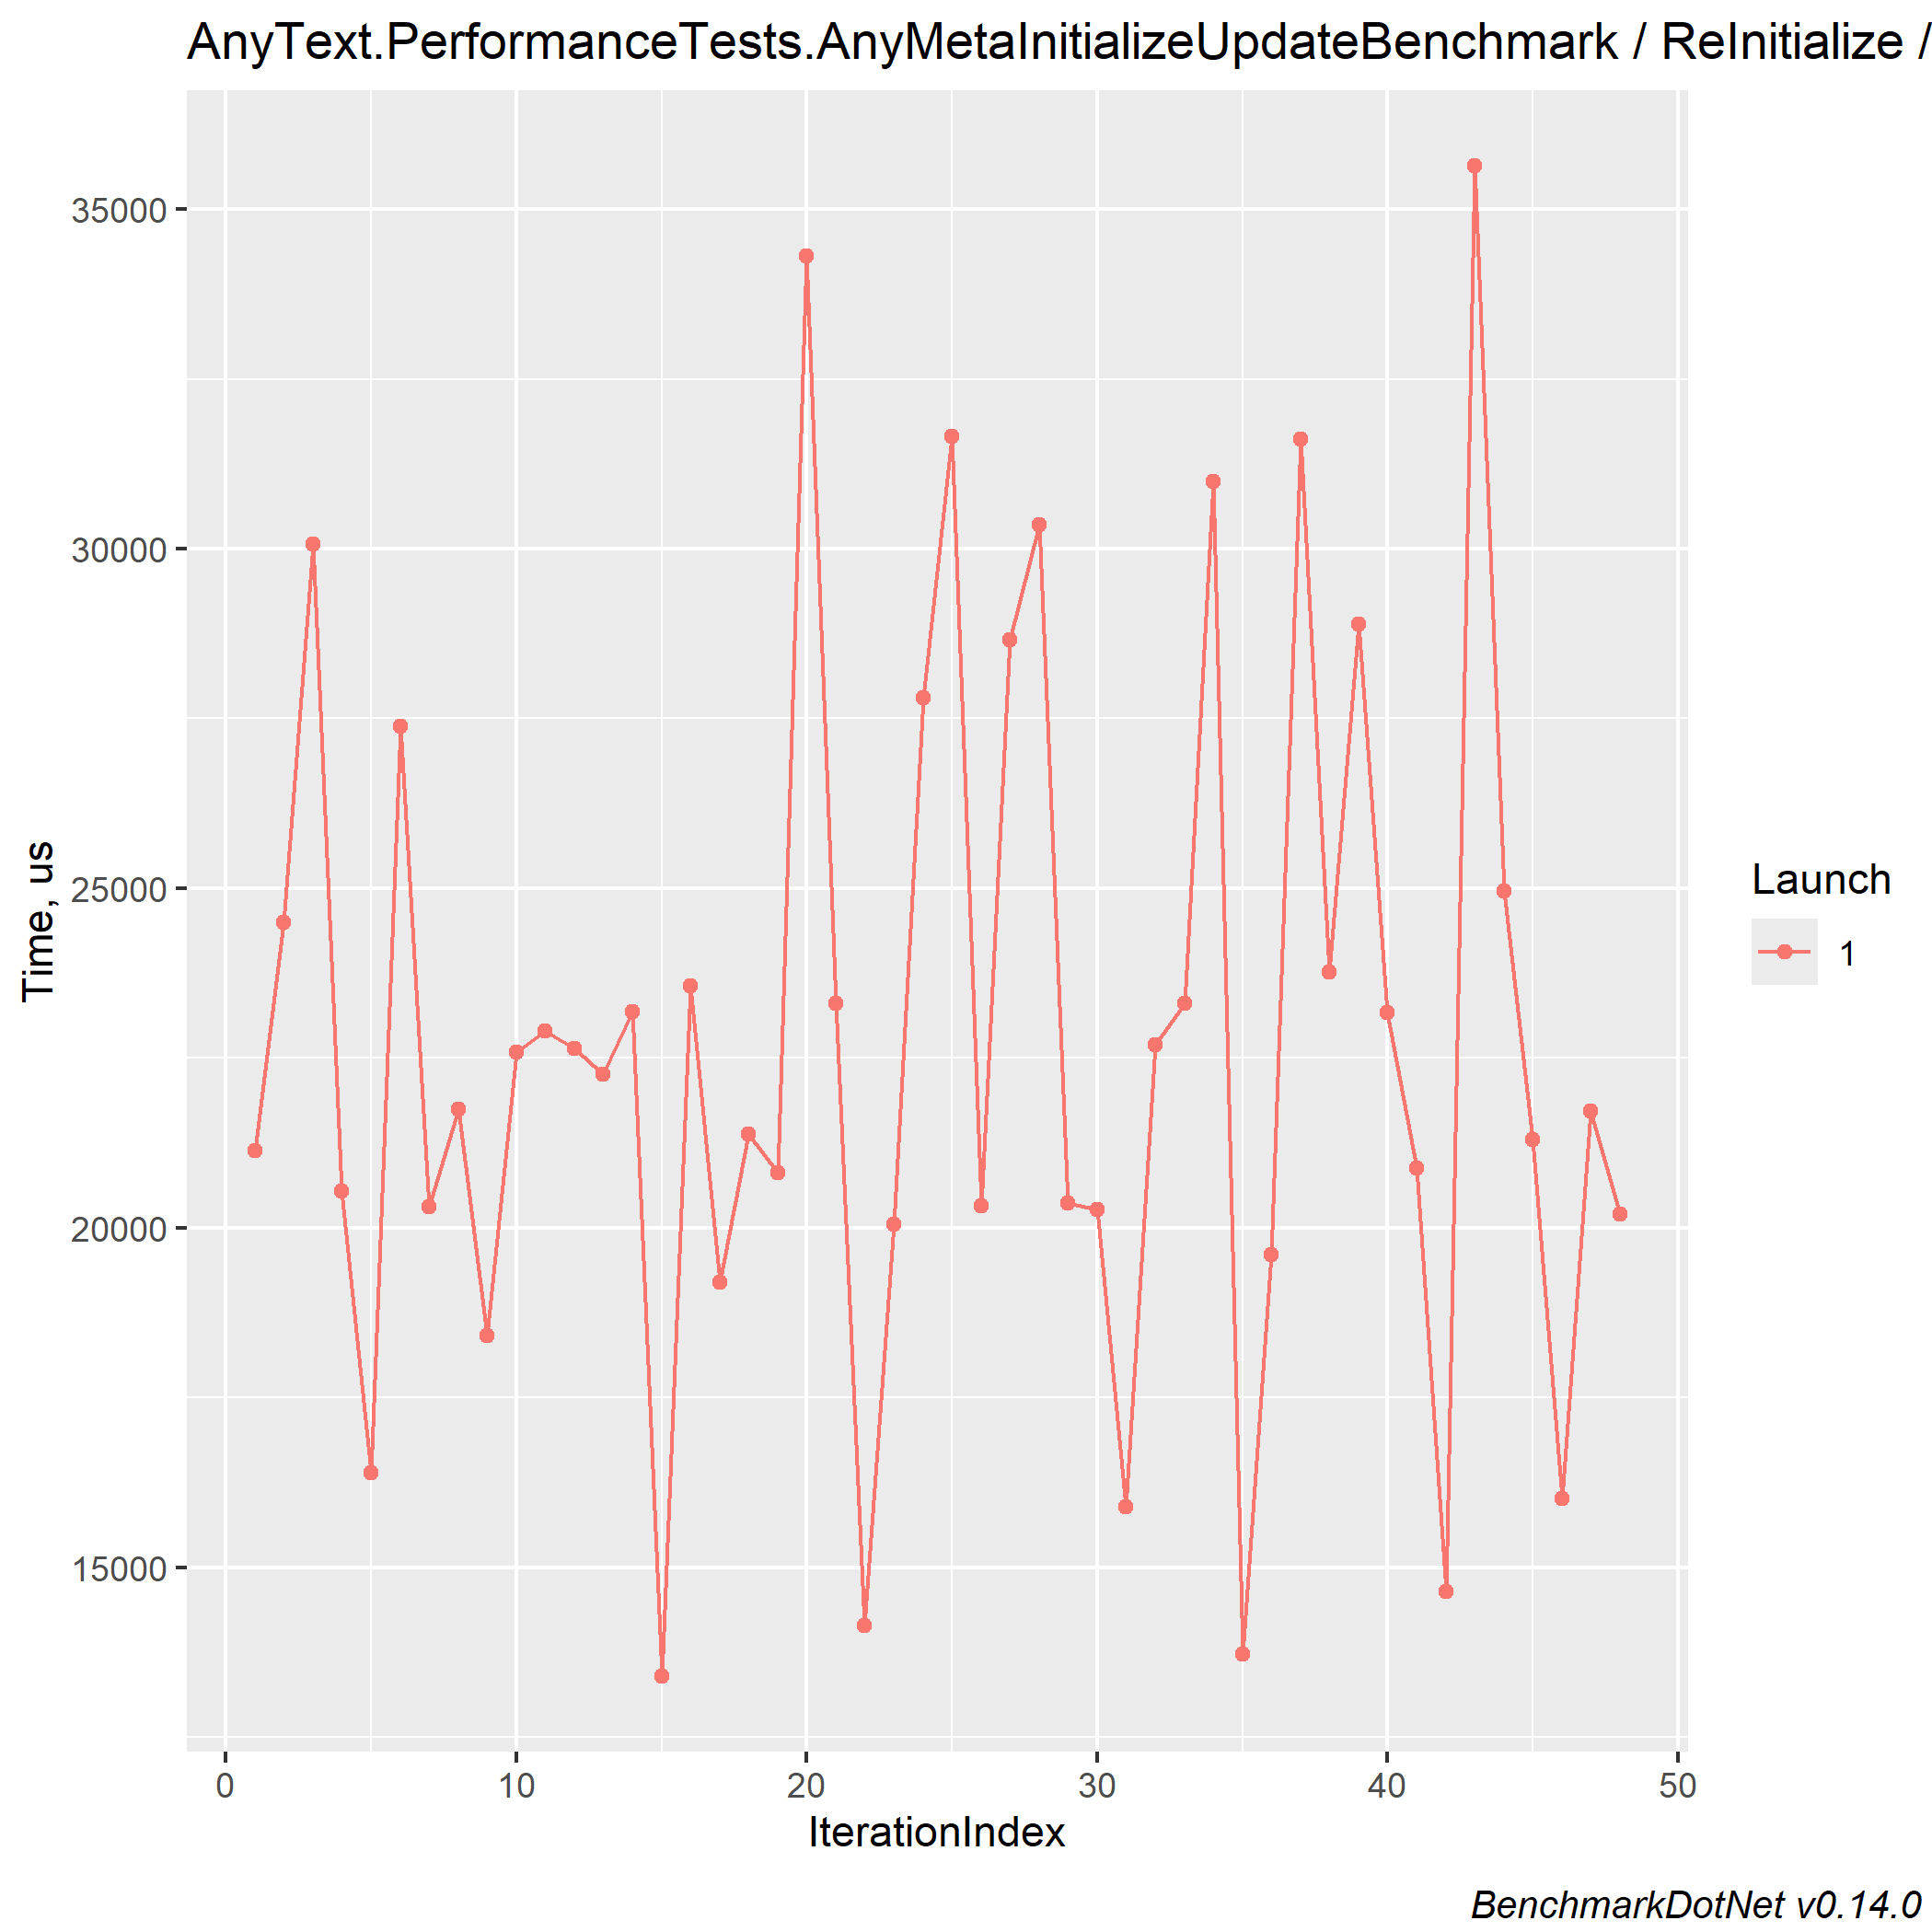 AnyText.PerformanceTests.AnyMetaInitializeUpdateBenchmark / ReInitialize /
35000
30000
25000
20000
15000
Time, us
0 10 20 30 40 50
IterationIndex
Launch
1
BenchmarkDotNet v0.14.0